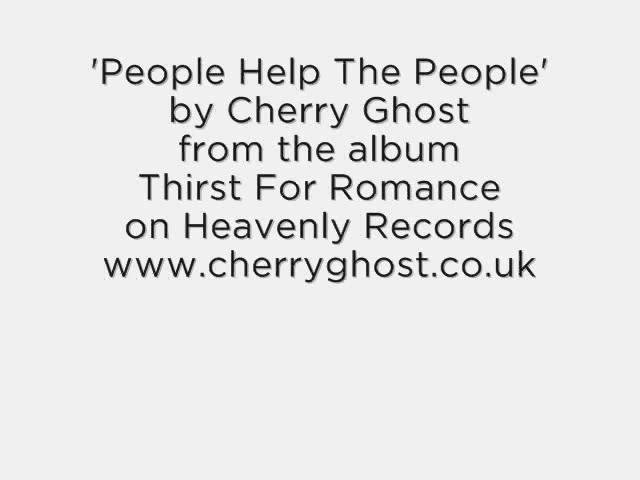 'People Help The People'
by Cherry Ghost
from the album
Thirst For Romance
on Heavenly Records
www.cherryghost.co.uk